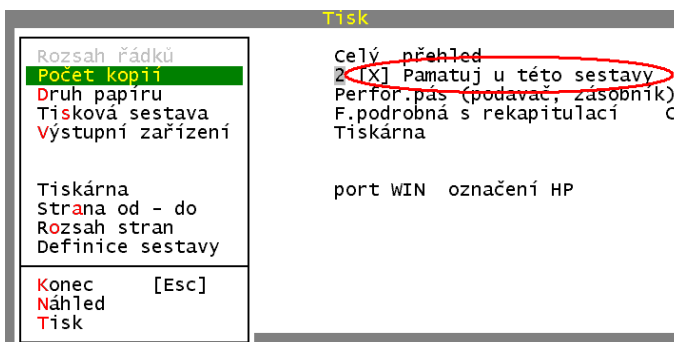 Tisk
Rozsah řádků Celý přehled
Počet kopií 2 [X] Pamatuj u této sestavy
Druh papíru Perfor.pás (podavač, zásobník)
Tisková sestava F.podrobná s rekapitulací
Výstupní zařízení Tiskárna
Tiskárna port WIN označení HP
Strana od - do
Rozsah stran
Definice sestavy
Konec [Esc]
Náhled
Tisk